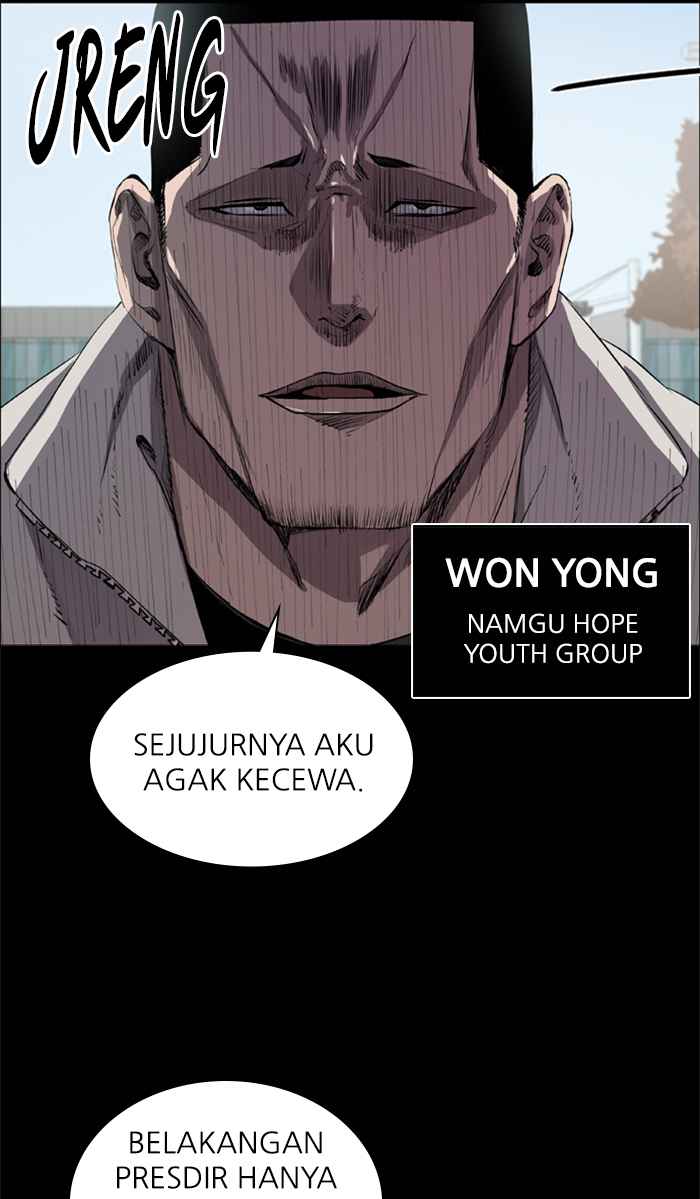 JRENG
WON YONG
NAMGU HOPE
YOUTH GROUP
SEJUJURNYA AKU
AGAK KECEWA.
BELAKANGAN
PRESDIR HANYA